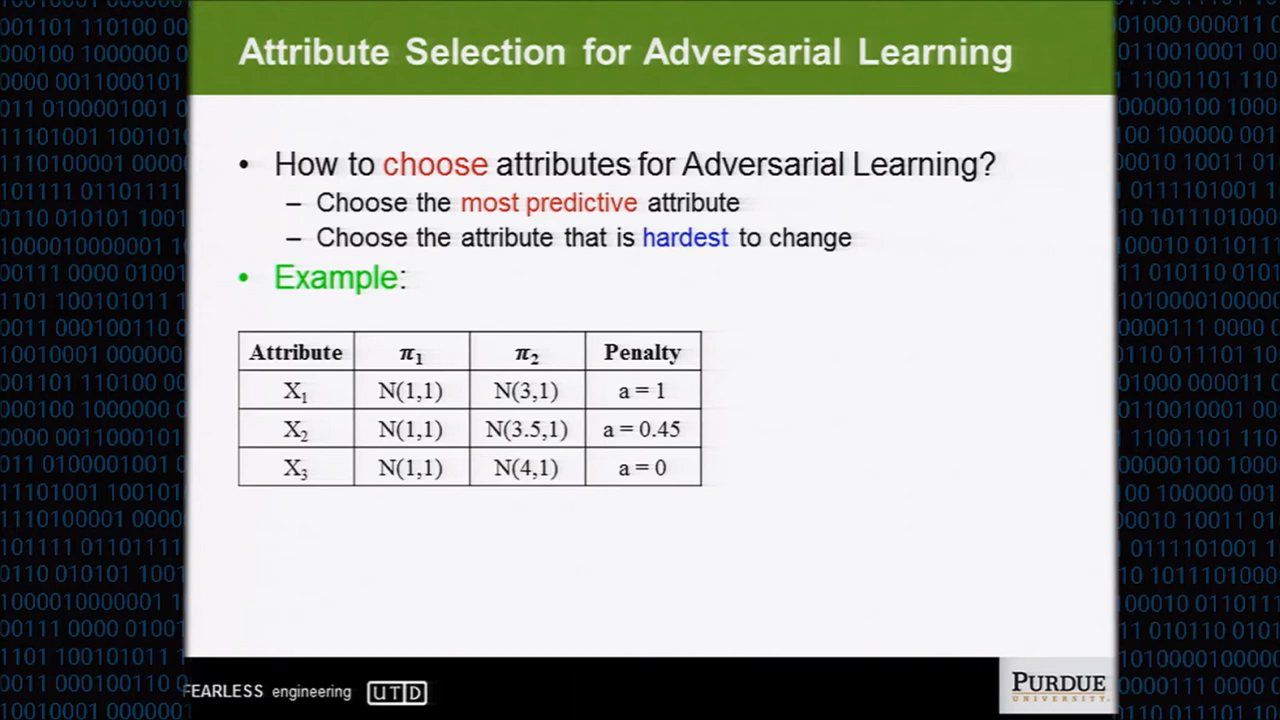 Attribute Selection for Adversarial Learning
• How to choose attributes for Adversarial Learning?
– Choose the most predictive attribute
– Choose the attribute that is hardest to change
• Example:
Attribute π₁ π₂ Penalty
X₁ N(1,1) N(3,1) a = 1
X₂ N(1,1) N(3.5,1) a = 0.45
X₃ N(1,1) N(4,1) a = 0
FEARLESS engineering UTD
PURDUE
UNIVERSITY